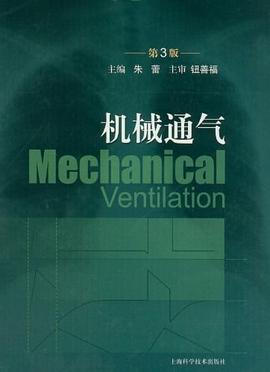 第3版
主编 朱 蕾 主审 钮善福
机械通气
Mechanical
Ventilation
上海科学技术出版社